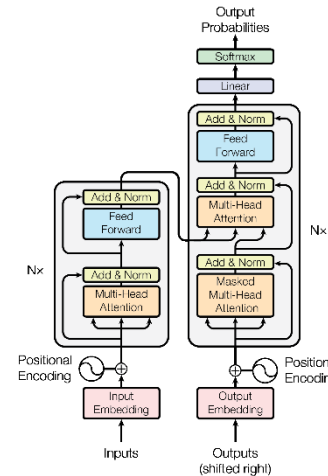 Output
Probabilities
Softmax
Linear
Add & Norm
Feed
Forward
Add & Norm
Multi-Head
Attention
Add & Norm
Masked
Multi-Head
Attention
Nx
Add & Norm
Feed
Forward
Nx
Add & Norm
Multi-Head
Attention
Positional
Encoding
Position
Encodin
Input
Embedding
Output
Embedding
Inputs
Outputs
(shifted right)